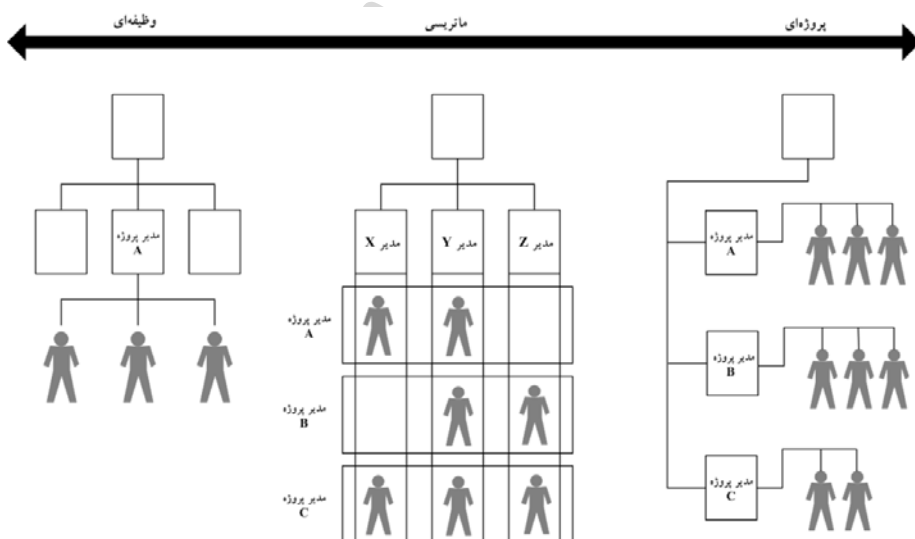 وظیفه‌ای
ماتریسی
پروژه‌ای
مدیر پروژه
A
مدیر X
مدیر Y
مدیر Z
مدیر پروژه
A
مدیر پروژه
B
مدیر پروژه
C
مدیر پروژه
A
مدیر پروژه
B
مدیر پروژه
C